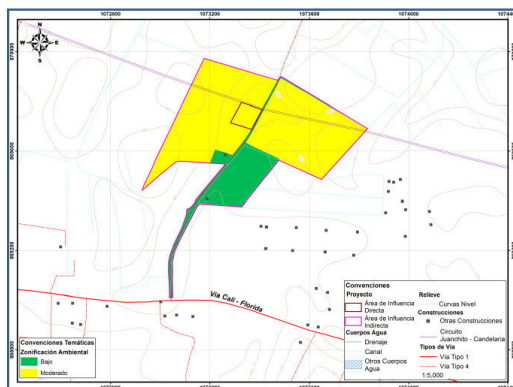 1072800
1073200
1073600
1074000
N
W
E
S
Vía Cali - Florida
Convenciones Temáticas
Zonificación Ambiental
Bajo
Moderado
Convenciones
Proyecto
Área de Influencia
Directa
Área de Influencia
Indirecta
Cuerpos Agua
Drenaje
Canal
Otros Cuerpos
Agua
Relieve
Curvas Nivel
Construcciones
Otras Construcciones
Circuito
Juanchito - Candelaria
Tipos de Vía
Vía Tipo 1
Vía Tipo 4
1:5,000